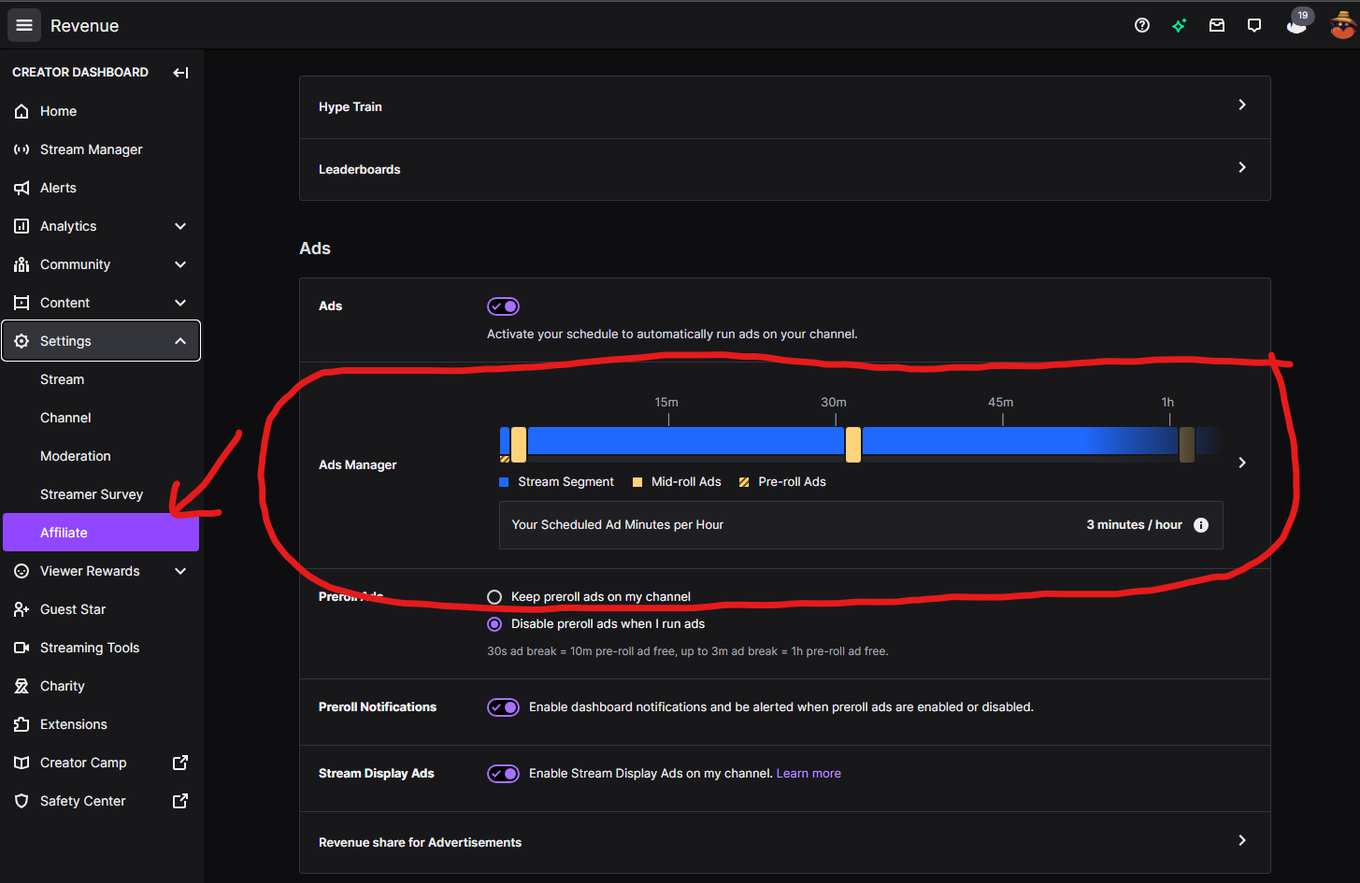 Revenue
19
CREATOR DASHBOARD
Home
Stream Manager
Alerts
Analytics
Community
Content
Settings
Stream
Channel
Moderation
Streamer Survey
Affiliate
Viewer Rewards
Guest Star
Streaming Tools
Charity
Extensions
Creator Camp
Safety Center
Hype Train
Leaderboards
Ads
Ads
Activate your schedule to automatically run ads on your channel.
15m 30m 45m 1h
Ads Manager
Stream Segment Mid-roll Ads Pre-roll Ads
Your Scheduled Ad Minutes per Hour 3 minutes / hour
Preroll Ads Keep preroll ads on my channel
Disable preroll ads when I run ads
30s ad break = 10m pre-roll ad free, up to 3m ad break = 1h pre-roll ad free.
Preroll Notifications Enable dashboard notifications and be alerted when preroll ads are enabled or disabled.
Stream Display Ads Enable Stream Display Ads on my channel. Learn more
Revenue share for Advertisements